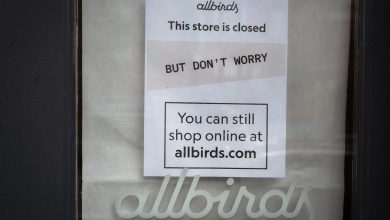 allbirds
This store is closed
BUT DON'T WORRY
You can still
shop online at
allbirds.com
allbirds